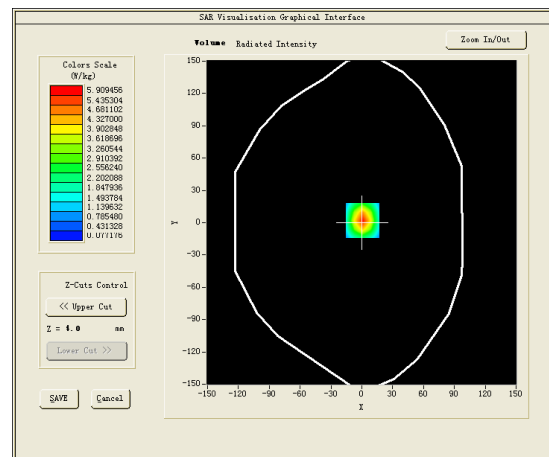 SAR Visualisation Graphical Interface
Volume Radiated Intensity
Zoom In/Out
Colors Scale
(W/kg)
5.909456
5.435304
4.681102
4.327000
3.902848
3.618696
3.260544
2.910392
2.556240
2.202088
1.847936
1.493784
1.139632
0.785480
0.431328
0.077176
Z-Cuts Control
<< Upper Cut
Z = 4.0 mm
Lower Cut >>
SAVE
Cancel
150
120
90
60
30
Y
0
-30
-60
-90
-120
-150
-150 -120 -90 -60 -30 0 30 60 90 120 150
X